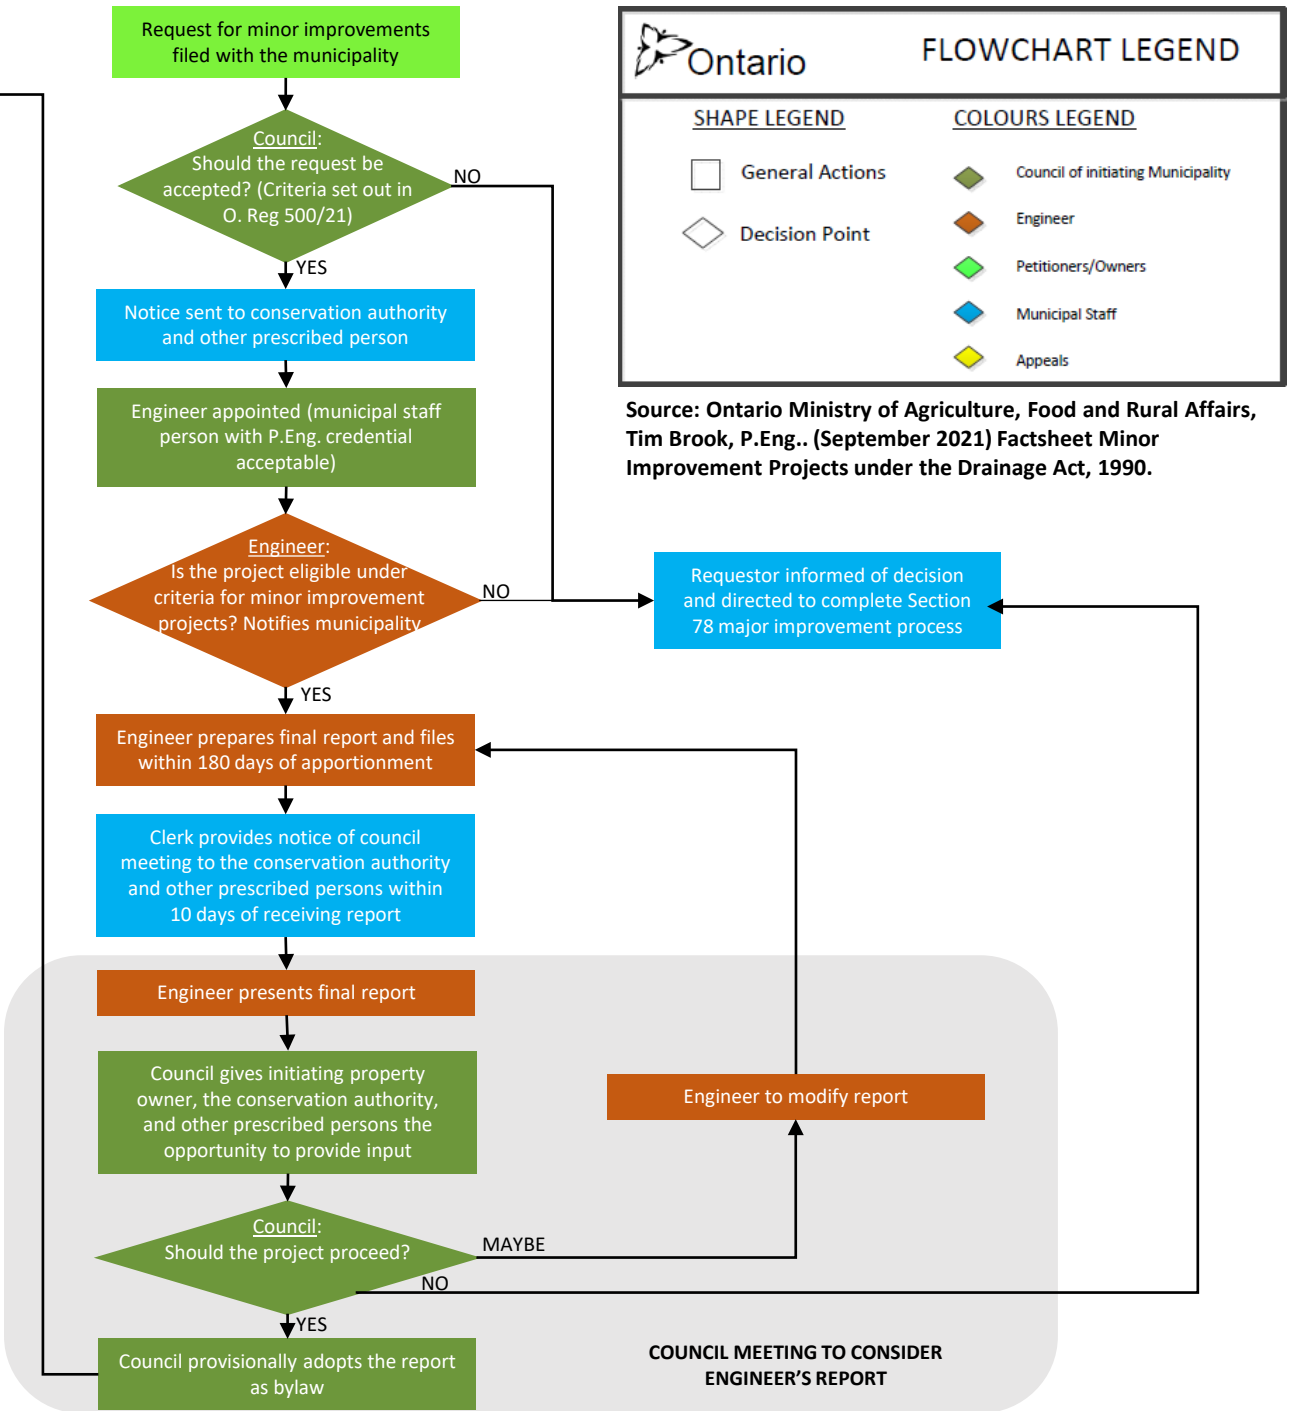 Request for minor improvements
filed with the municipality
Council:
Should the request be
accepted? (Criteria set out in
O. Reg 500/21)
NO
YES
Notice sent to conservation authority
and other prescribed person
Engineer appointed (municipal staff
person with P.Eng. credential
acceptable)
Engineer:
Is the project eligible under
criteria for minor improvement
projects? Notifies municipality
NO
YES
Requestor informed of decision
and directed to complete Section
78 major improvement process
Engineer prepares final report and files
within 180 days of apportionment
Clerk provides notice of council
meeting to the conservation authority
and other prescribed persons within
10 days of receiving report
Engineer presents final report
Council gives initiating property
owner, the conservation authority,
and other prescribed persons the
opportunity to provide input
Engineer to modify report
Council:
Should the project proceed?
MAYBE
NO
YES
Council provisionally adopts the report
as bylaw
COUNCIL MEETING TO CONSIDER
ENGINEER'S REPORT
Ontario
FLOWCHART LEGEND
SHAPE LEGEND
General Actions
Decision Point
COLOURS LEGEND
Council of initiating Municipality
Engineer
Petitioners/Owners
Municipal Staff
Appeals
Source: Ontario Ministry of Agriculture, Food and Rural Affairs,
Tim Brook, P.Eng.. (September 2021) Factsheet Minor
Improvement Projects under the Drainage Act, 1990.